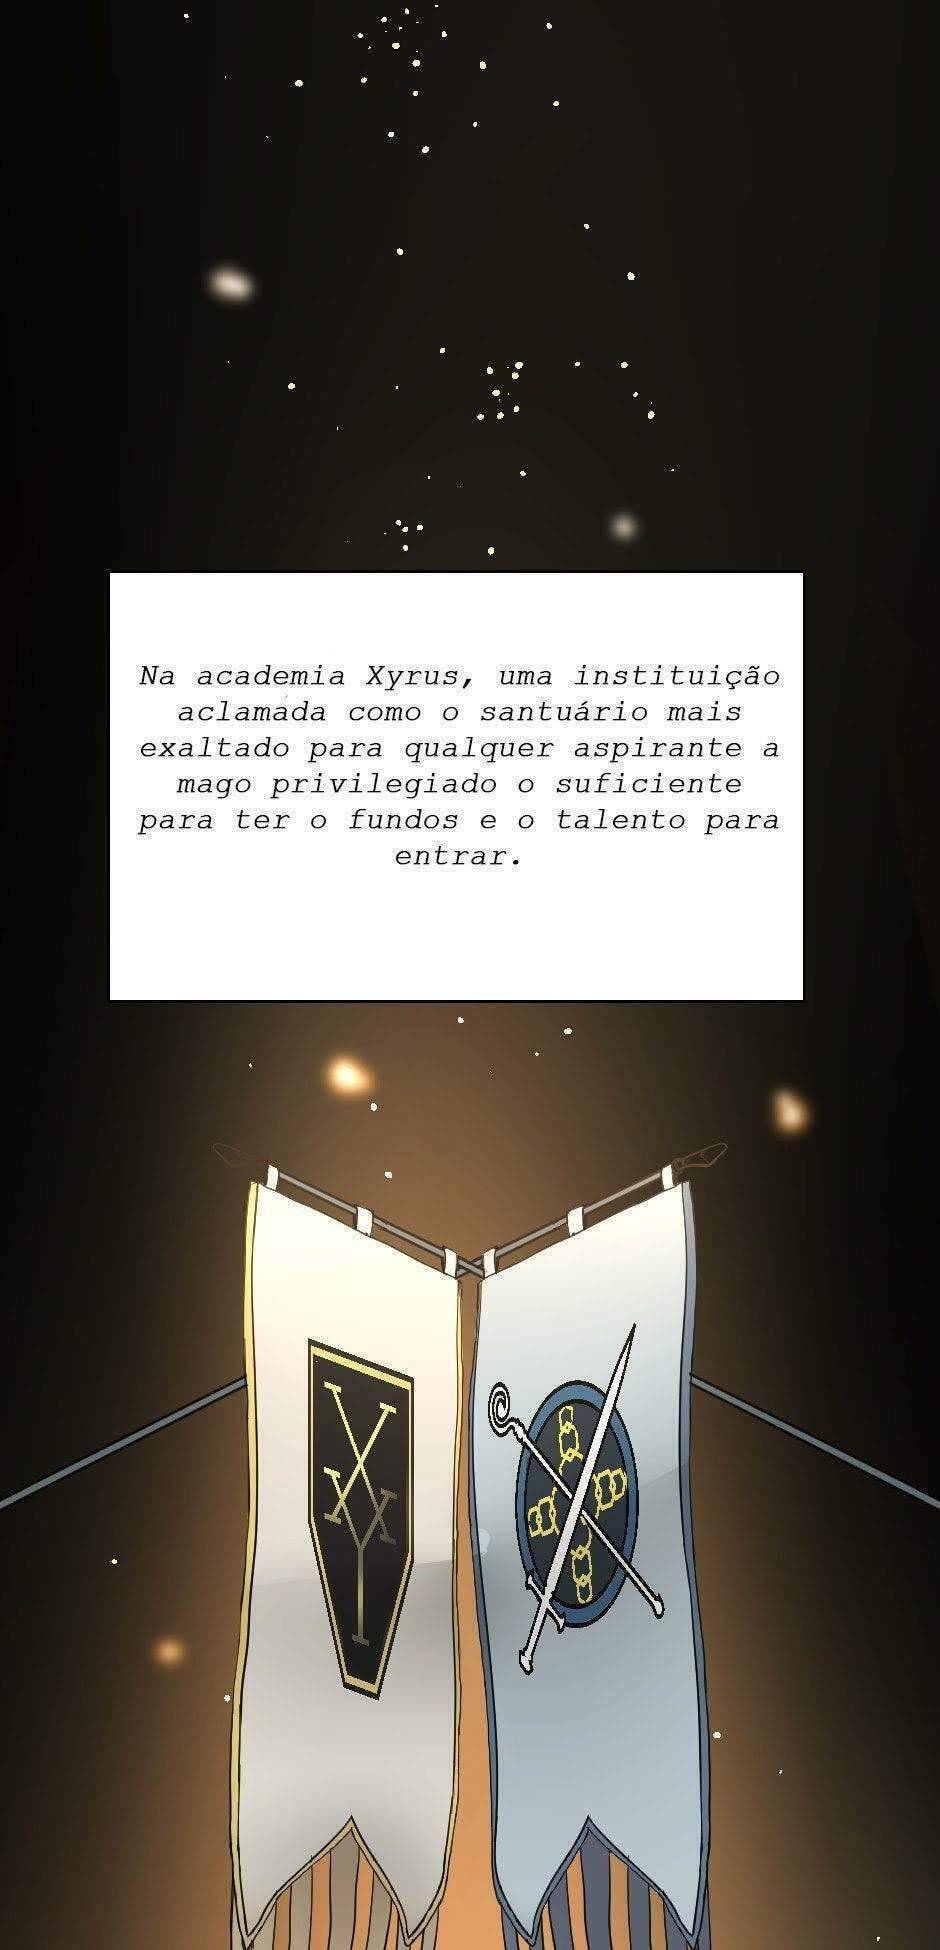 Na academia Xyrus, uma instituição
aclamada como o santuário mais
exaltado para qualquer aspirante a
mago privilegiado o suficiente
para ter o fundos e o talento para
entrar.